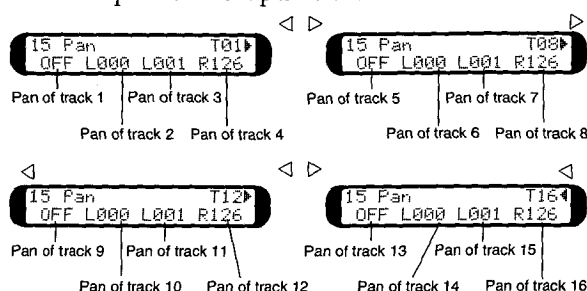 15 Pan T01
OFF L000 L001 R126
Pan of track 1 Pan of track 3
Pan of track 2 Pan of track 4
15 Pan T08
OFF L000 L001 R126
Pan of track 5 Pan of track 7
Pan of track 6 Pan of track 8
15 Pan T12
OFF L000 L001 R126
Pan of track 9 Pan of track 11
Pan of track 10 Pan of track 12
15 Pan T16
OFF L000 L001 R126
Pan of track 13 Pan of track 15
Pan of track 14 Pan of track 16